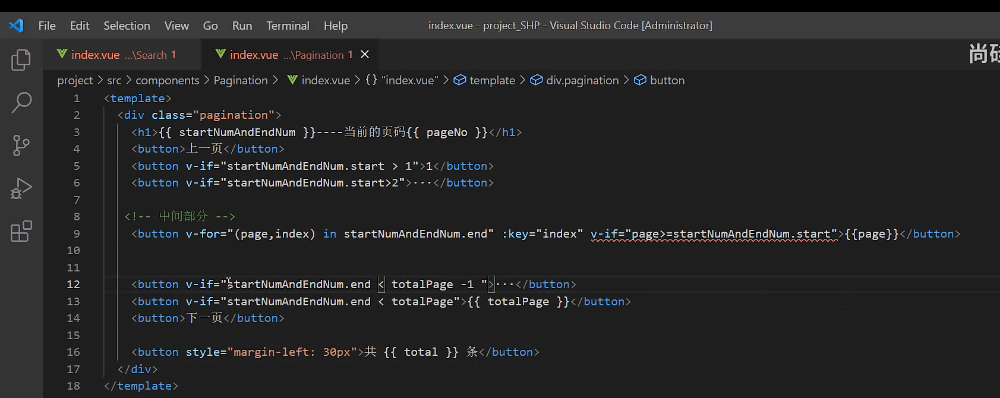 File Edit Selection View Go Run Terminal Help index.vue - project_SHP - Visual Studio Code [Administrator]
index.vue ...\Search 1 index.vue ...\Pagination 1
尚硅
project > src > components > Pagination > index.vue > {} "index.vue" > template > div.pagination > button
1 <template>
2 <div class="pagination">
3 <h1>{{ startNumAndEndNum }}----当前的页码{{ pageNo }}</h1>
4 <button>上一页</button>
5 <button v-if="startNumAndEndNum.start > 1">1</button>
6 <button v-if="startNumAndEndNum.start>2">···</button>
7
8 <!-- 中间部分 -->
9 <button v-for="(page,index) in startNumAndEndNum.end" :key="index" v-if="page>=startNumAndEndNum.start">{{page}}</button>
10
11
12 <button v-if="startNumAndEndNum.end < totalPage -1 ">···</button>
13 <button v-if="startNumAndEndNum.end < totalPage">{{ totalPage }}</button>
14 <button>下一页</button>
15
16 <button style="margin-left: 30px">共 {{ total }} 条</button>
17 </div>
18 </template>